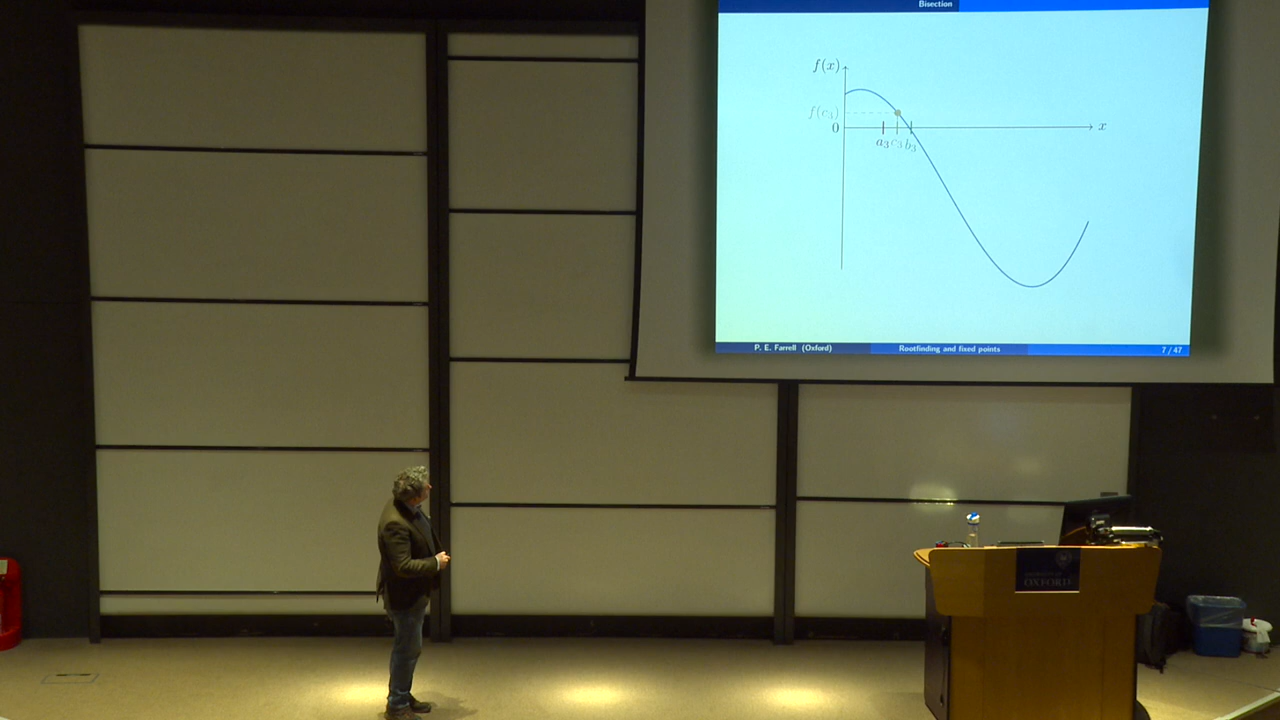 Bisection
f(x)
f(c₃)
0
x
a₃ c₃ b₃
P. E. Farrell (Oxford) Rootfinding and fixed points 7 / 47
OXFORD